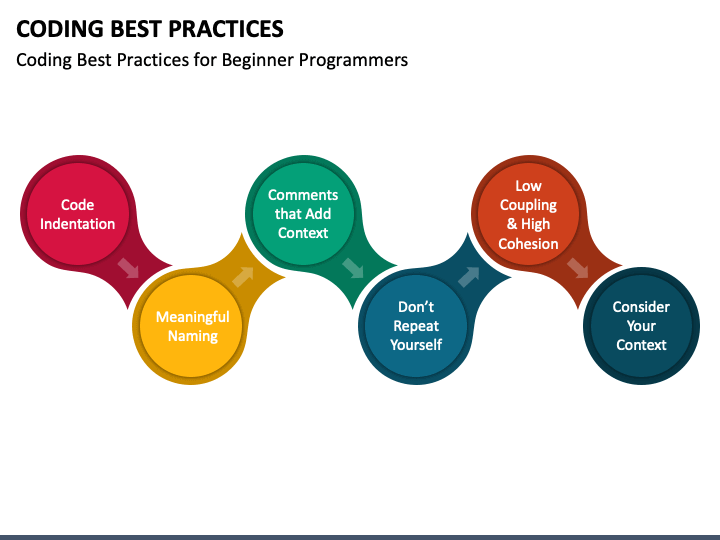 CODING BEST PRACTICES
Coding Best Practices for Beginner Programmers
Code
Indentation
Meaningful
Naming
Comments
that Add
Context
Don’t
Repeat
Yourself
Low
Coupling
& High
Cohesion
Consider
Your
Context